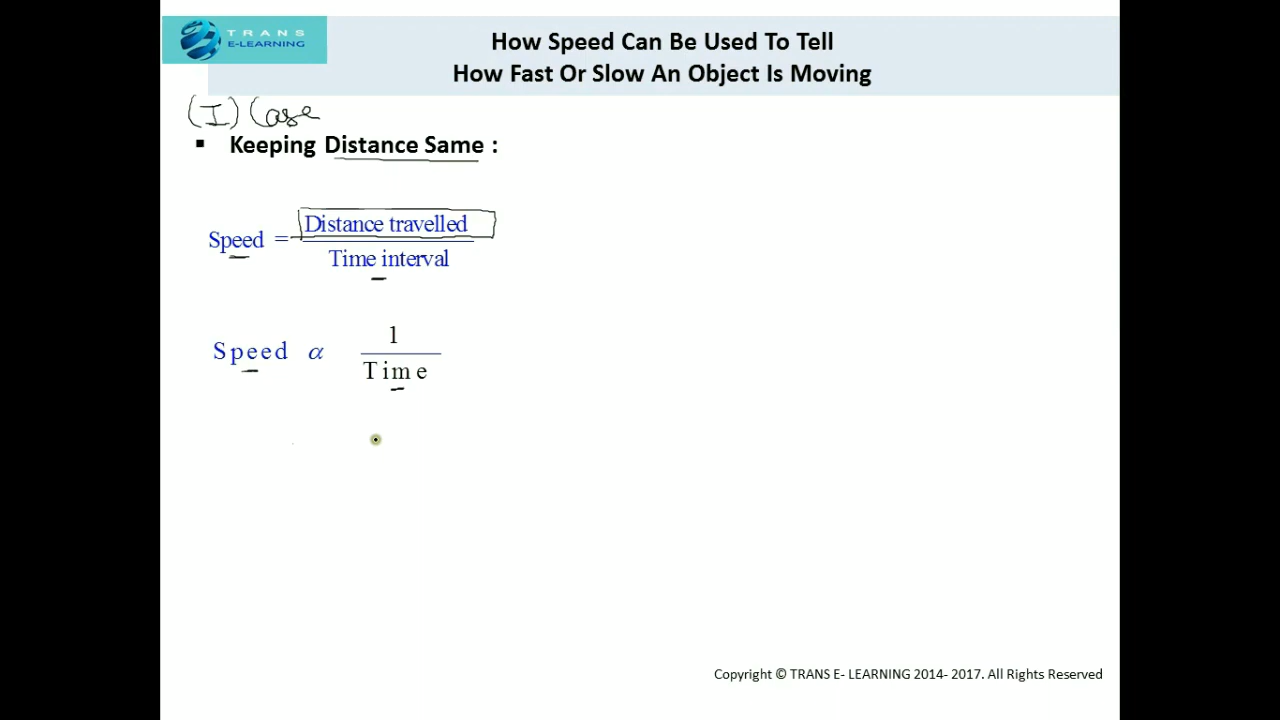 TRANS
E-LEARNING
How Speed Can Be Used To Tell
How Fast Or Slow An Object Is Moving
(I) Case
▪ Keeping Distance Same :
Speed = Distance travelled
Time interval
Speed α 1
Time
Copyright © TRANS E- LEARNING 2014- 2017. All Rights Reserved